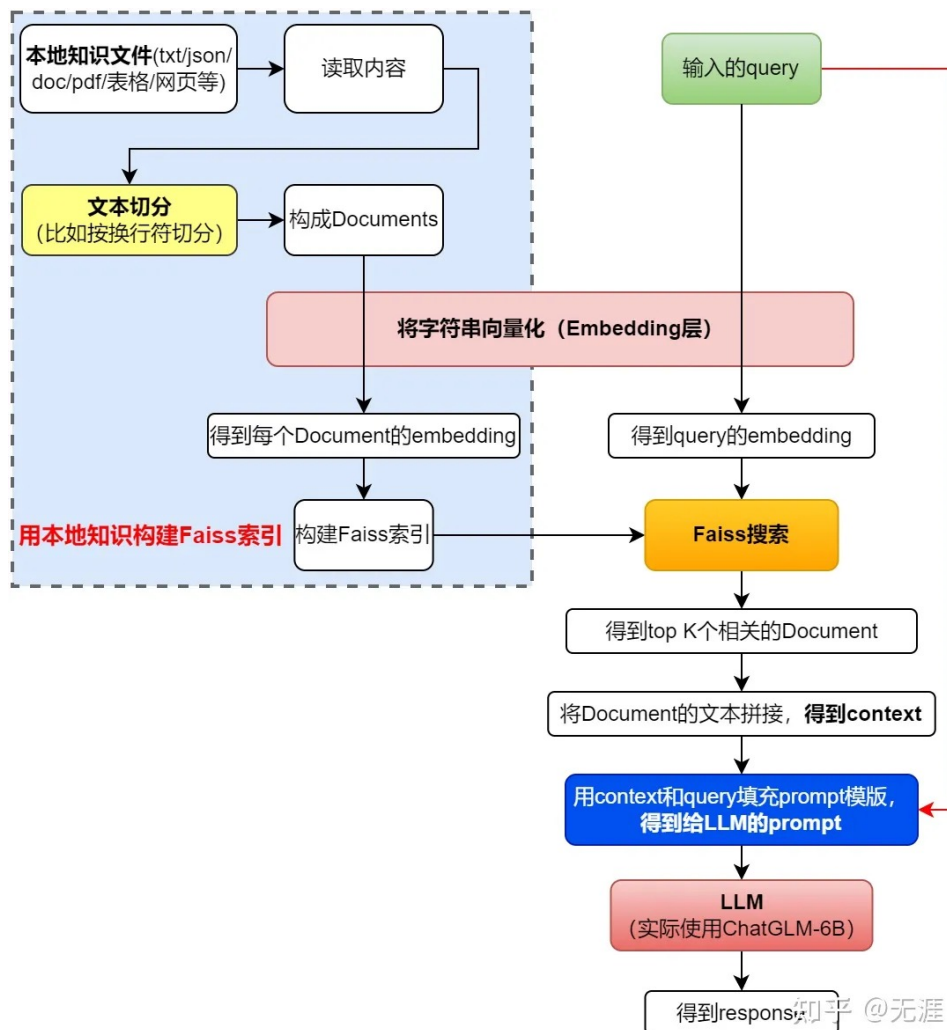 本地知识文件(txt/json/
doc/pdf/表格/网页等)
读取内容
输入的query
文本切分
（比如按换行符切分）
构成Documents
将字符串向量化（Embedding层）
得到每个Document的embedding
得到query的embedding
用本地知识构建Faiss索引
构建Faiss索引
Faiss搜索
得到top K个相关的Document
将Document的文本拼接，得到context
用context和query填充prompt模版，
得到给LLM的prompt
LLM
（实际使用ChatGLM-6B）
得到response
知乎 @无涯